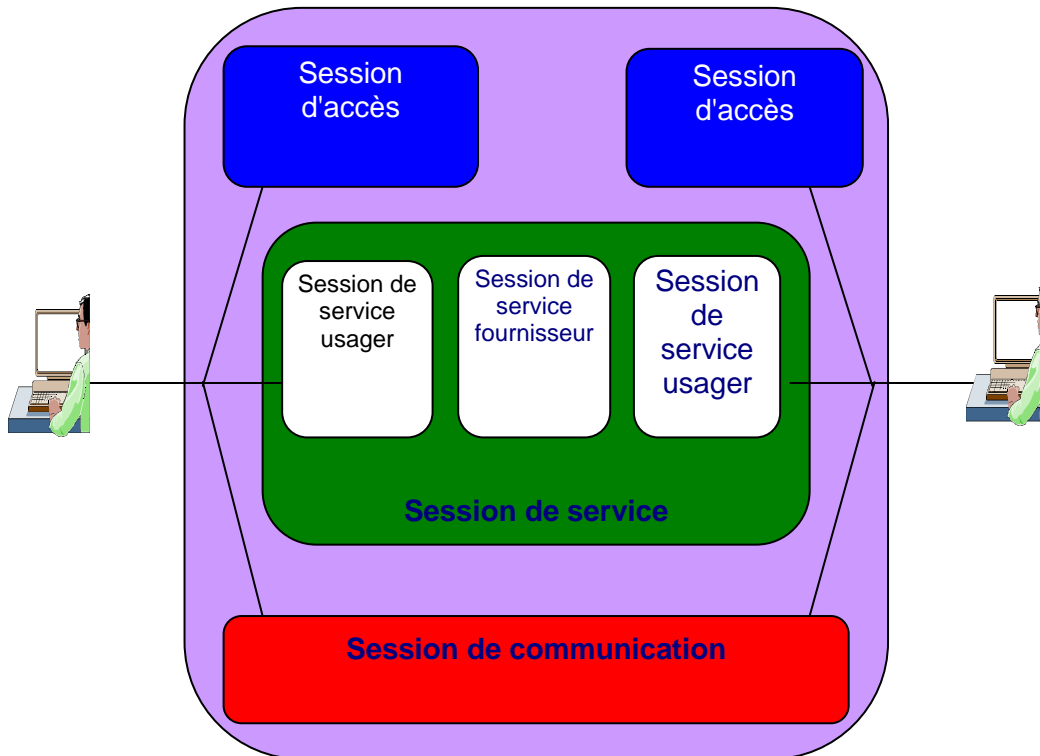 Session
d'accès
Session
d'accès
Session de
service
usager
Session de
service
fournisseur
Session
de
service
usager
Session de service
Session de communication